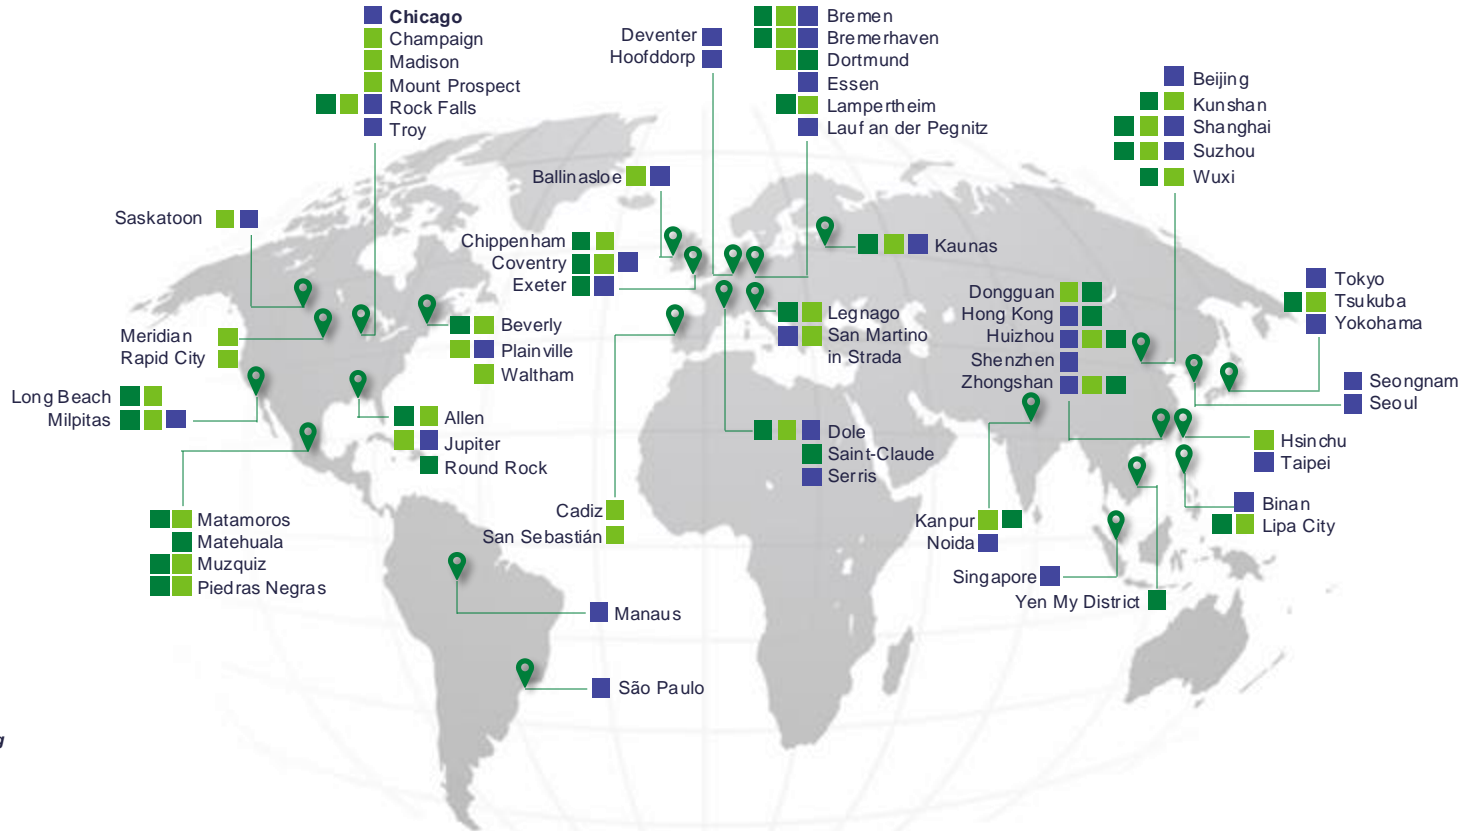 Chicago
Champaign
Madison
Mount Prospect
Rock Falls
Troy
Deventer
Hoofddorp
Bremen
Bremerhaven
Dortmund
Essen
Lampertheim
Lauf an der Pegnitz
Beijing
Kunshan
Shanghai
Suzhou
Wuxi
Ballinasloe
Saskatoon
Chippenham
Coventry
Exeter
Kaunas
Tokyo
Tsukuba
Yokohama
Dongguan
Hong Kong
Huizhou
Shenzhen
Zhongshan
Legnago
San Martino
in Strada
Beverly
Plainville
Waltham
Meridian
Rapid City
Long Beach
Milpitas
Seongnam
Seoul
Allen
Jupiter
Round Rock
Dole
Saint-Claude
Serris
Hsinchu
Taipei
Binan
Lipa City
Matamoros
Matehuala
Muzquiz
Piedras Negras
Cadiz
San Sebastián
Kanpur
Noida
Singapore
Yen My District
Manaus
São Paulo
g